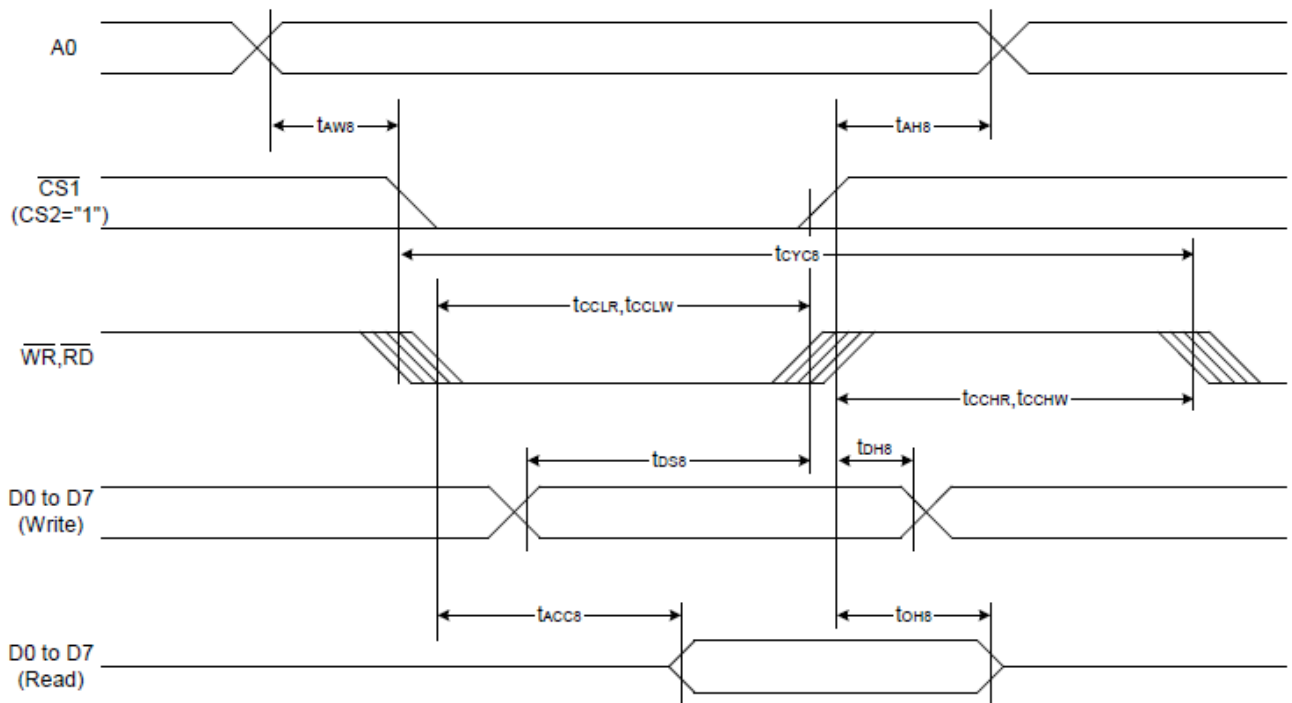 A0
tAW8
tAH8
CS1
(CS2="1")
tCYC8
tCCLR,tCCLW
WR,RD
tCCHR,tCCHW
tDS8
tDH8
D0 to D7
(Write)
tACC8
tOH8
D0 to D7
(Read)